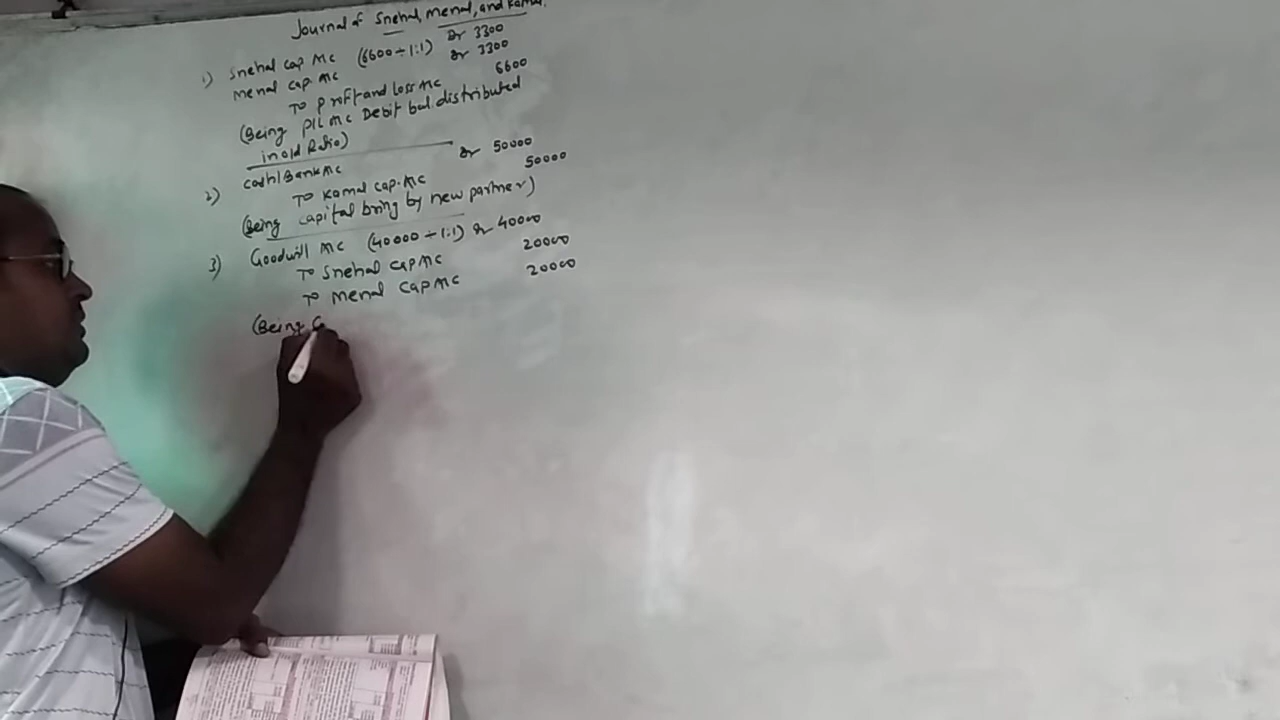 Journal of Snehal, Menal, and Kamal.
1) Snehal Cap A/c (6600 ÷ 1:1) Dr 3300
Menal Cap. A/c Dr 3300
To Profit and Loss A/c 6600
(Being P/L A/c Debit bal. distributed
in old Ratio)
2) Cash/Bank A/c Dr 50000
To Kamal Cap. A/c 50000
(Being capital bring by new partner)
3) Goodwill A/c (40000 ÷ 1:1) Dr 40000
To Snehal Cap A/c 20000
To Menal Cap A/c 20000
(Being G